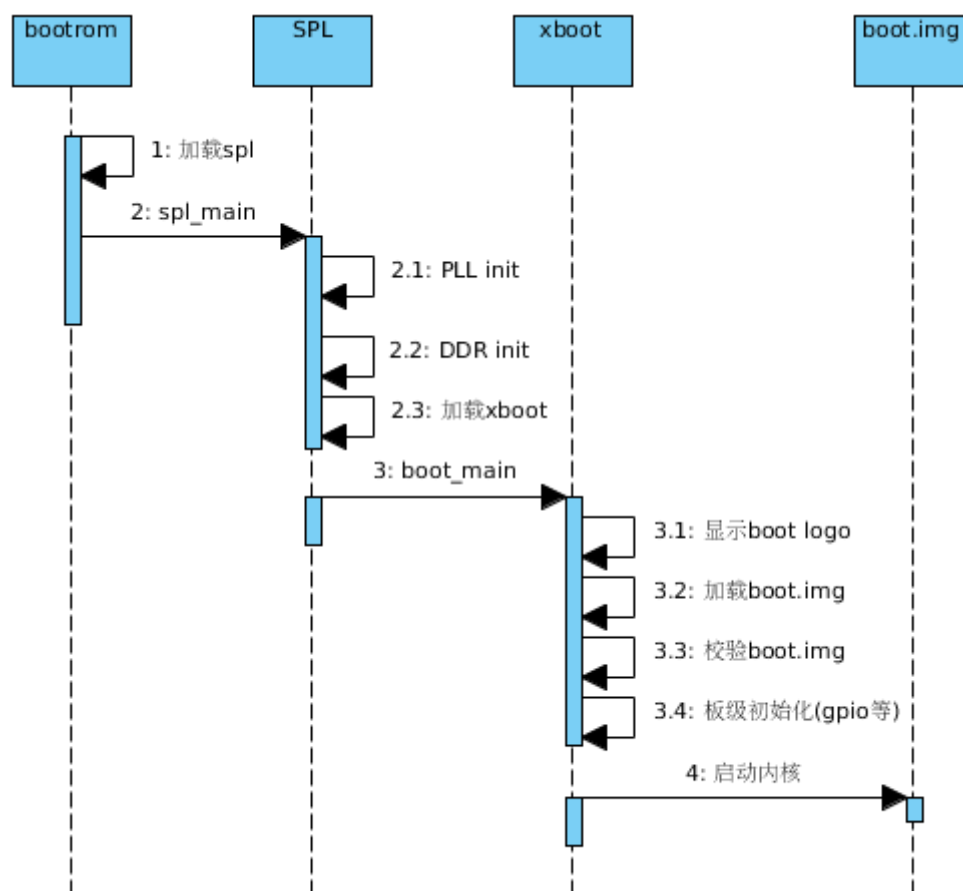 bootrom
SPL
xboot
boot.img
1: 加载spl
2: spl_main
2.1: PLL init
2.2: DDR init
2.3: 加载xboot
3: boot_main
3.1: 显示boot logo
3.2: 加载boot.img
3.3: 校验boot.img
3.4: 板级初始化(gpio等)
4: 启动内核